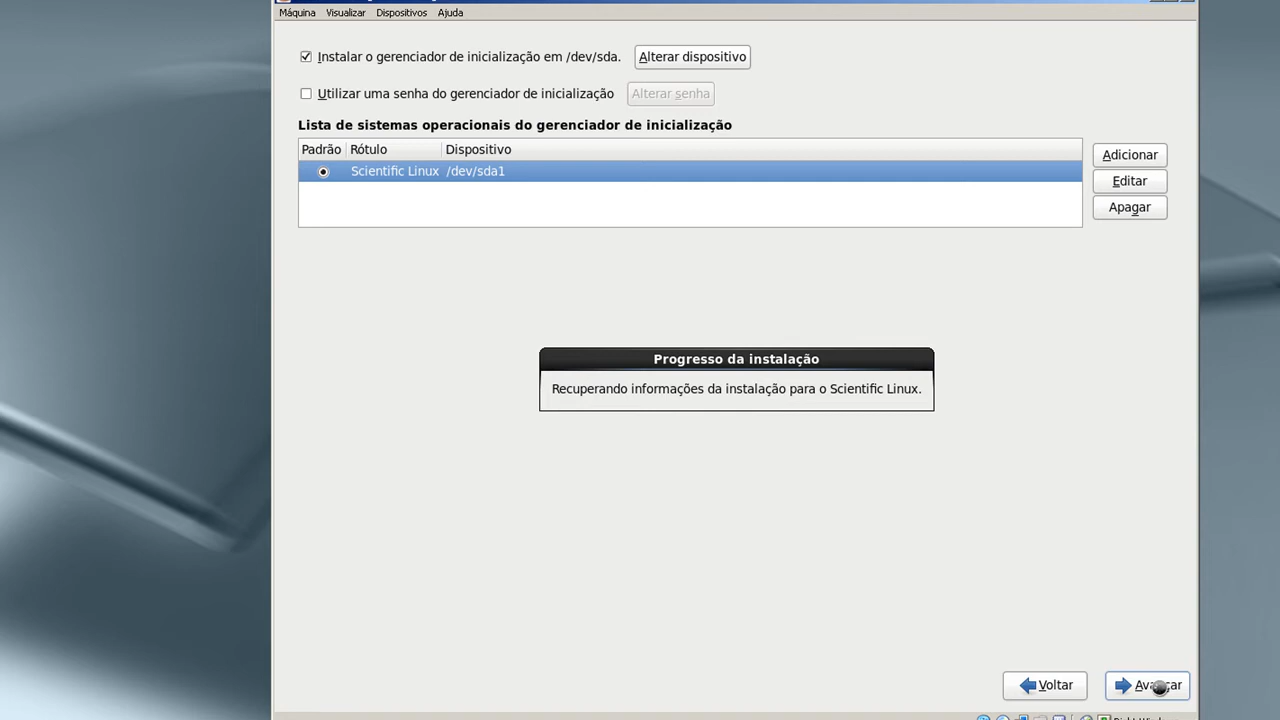 Máquina Visualizar Dispositivos Ajuda
Instalar o gerenciador de inicialização em /dev/sda. Alterar dispositivo
Utilizar uma senha do gerenciador de inicialização Alterar senha
Lista de sistemas operacionais do gerenciador de inicialização
Padrão Rótulo Dispositivo
Scientific Linux /dev/sda1
Adicionar
Editar
Apagar
Progresso da instalação
Recuperando informações da instalação para o Scientific Linux.
Voltar Avançar